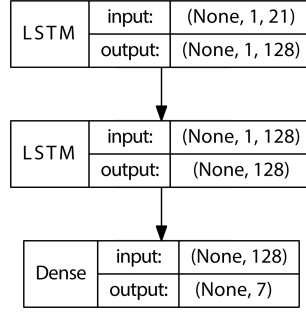 LSTM
input: (None, 1, 21)
output: (None, 1, 128)
LSTM
input: (None, 1, 128)
output: (None, 128)
Dense
input: (None, 128)
output: (None, 7)